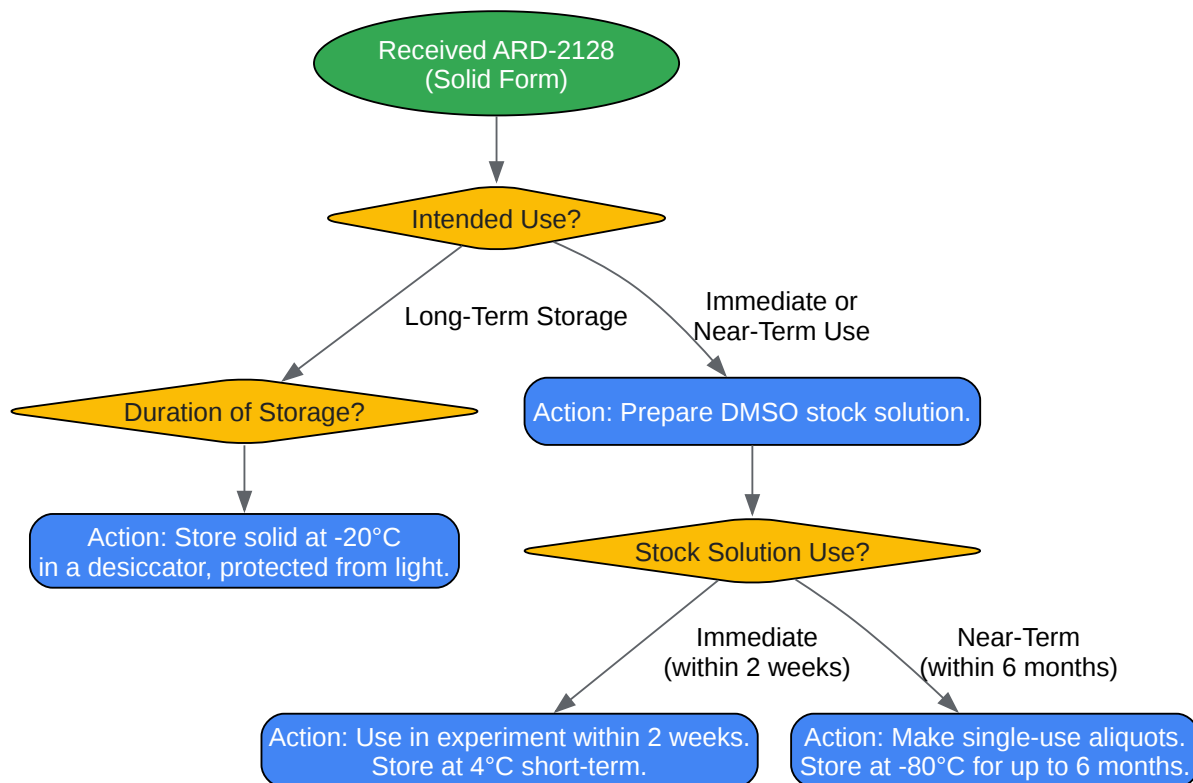 Received ARD-2128
(Solid Form)
Intended Use?
Long-Term Storage
Immediate or
Near-Term Use
Duration of Storage?
Action: Prepare DMSO stock solution.
Action: Store solid at -20°C
in a desiccator, protected from light.
Stock Solution Use?
Immediate
(within 2 weeks)
Near-Term
(within 6 months)
Action: Use in experiment within 2 weeks.
Store at 4°C short-term.
Action: Make single-use aliquots.
Store at -80°C for up to 6 months.